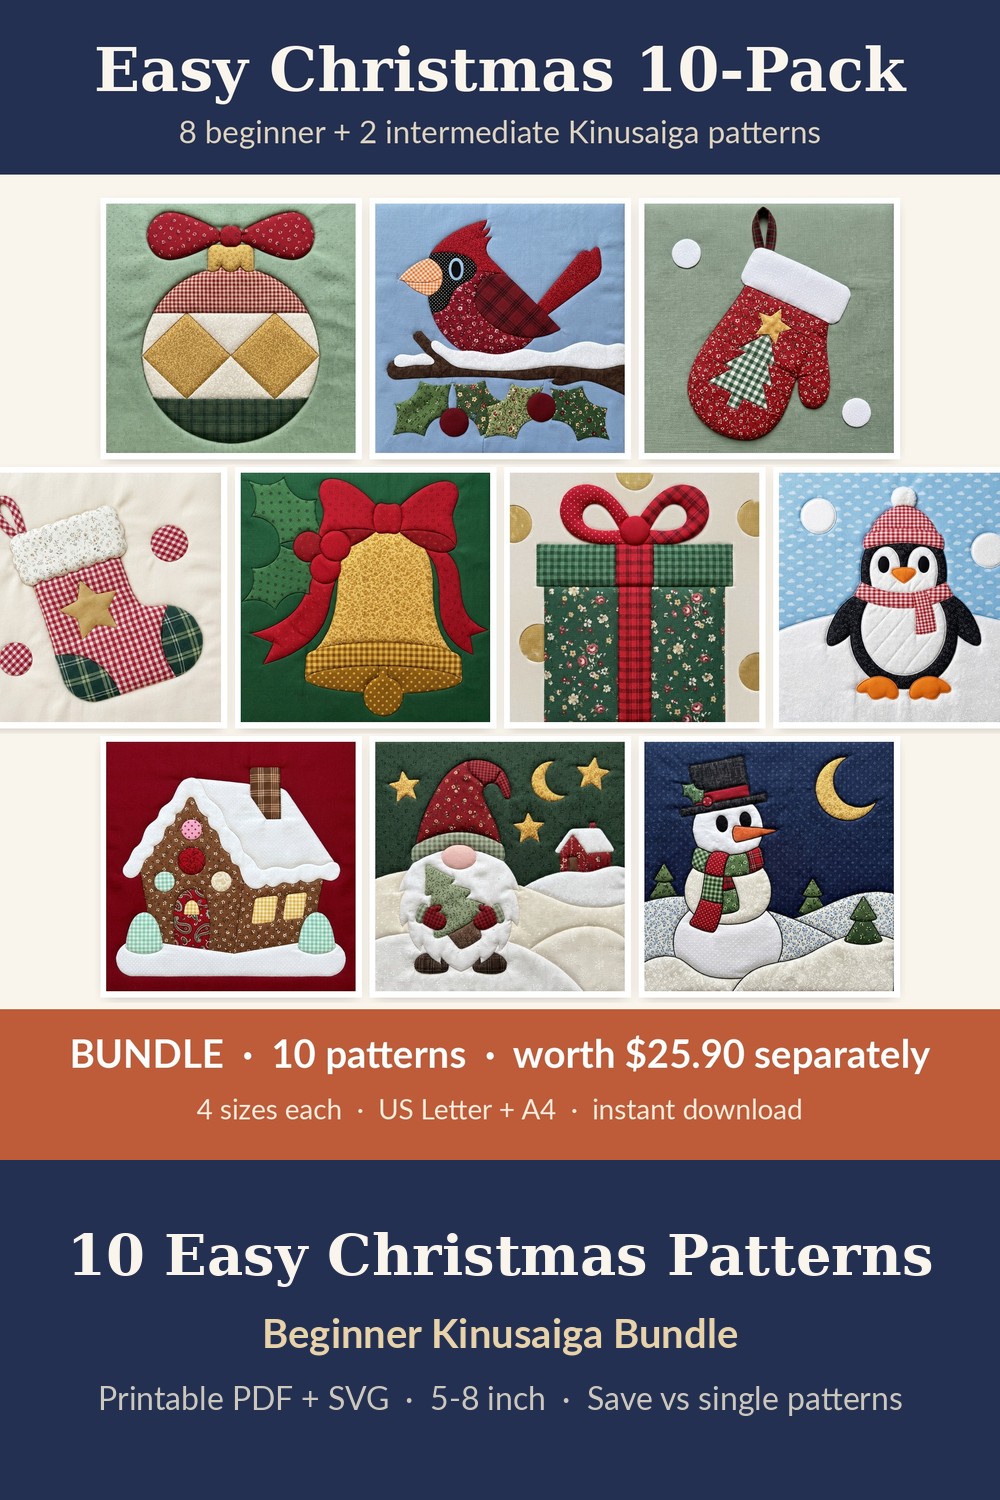 Easy Christmas 10-Pack
8 beginner + 2 intermediate Kinusaiga patterns
BUNDLE · 10 patterns · worth $25.90 separately
4 sizes each · US Letter + A4 · instant download
10 Easy Christmas Patterns
Beginner Kinusaiga Bundle
Printable PDF + SVG · 5-8 inch · Save vs single patterns